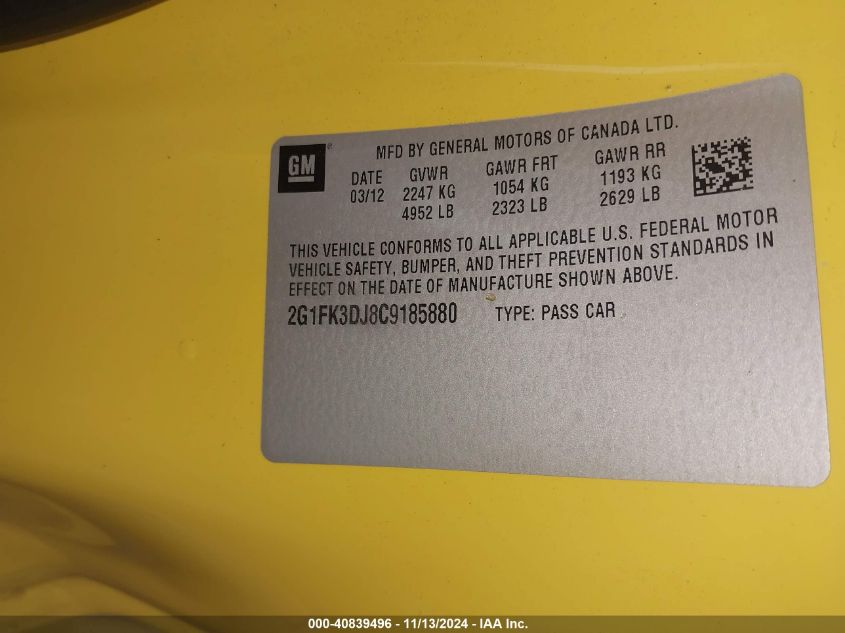 GM
MFD BY GENERAL MOTORS OF CANADA LTD.
DATE GVWR GAWR FRT GAWR RR
03/12 2247 KG 1054 KG 1193 KG
4952 LB 2323 LB 2629 LB
THIS VEHICLE CONFORMS TO ALL APPLICABLE U.S. FEDERAL MOTOR
VEHICLE SAFETY, BUMPER, AND THEFT PREVENTION STANDARDS IN
EFFECT ON THE DATE OF MANUFACTURE SHOWN ABOVE.
2G1FK3DJ8C9185880 TYPE: PASS CAR
000-40839496 - 11/13/2024 - IAA Inc.